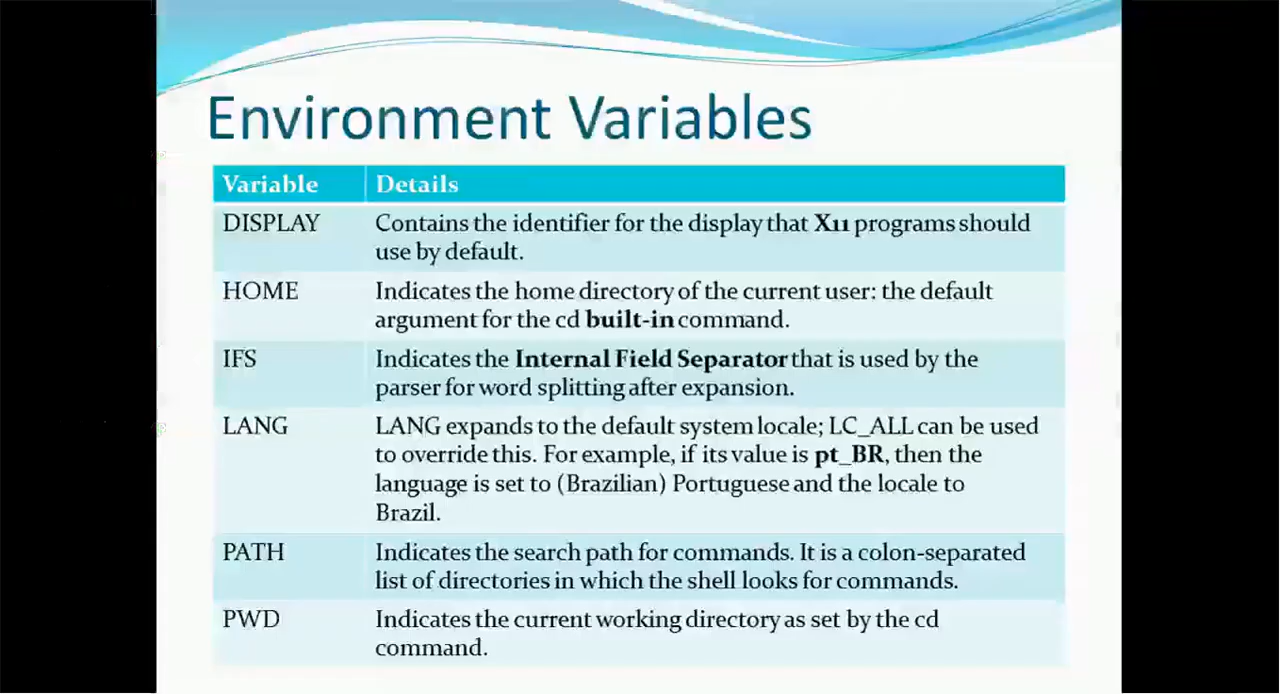 Environment Variables
Variable Details
DISPLAY Contains the identifier for the display that X11 programs should
use by default.
HOME Indicates the home directory of the current user: the default
argument for the cd built-in command.
IFS Indicates the Internal Field Separator that is used by the
parser for word splitting after expansion.
LANG LANG expands to the default system locale; LC_ALL can be used
to override this. For example, if its value is pt_BR, then the
language is set to (Brazilian) Portuguese and the locale to
Brazil.
PATH Indicates the search path for commands. It is a colon-separated
list of directories in which the shell looks for commands.
PWD Indicates the current working directory as set by the cd
command.